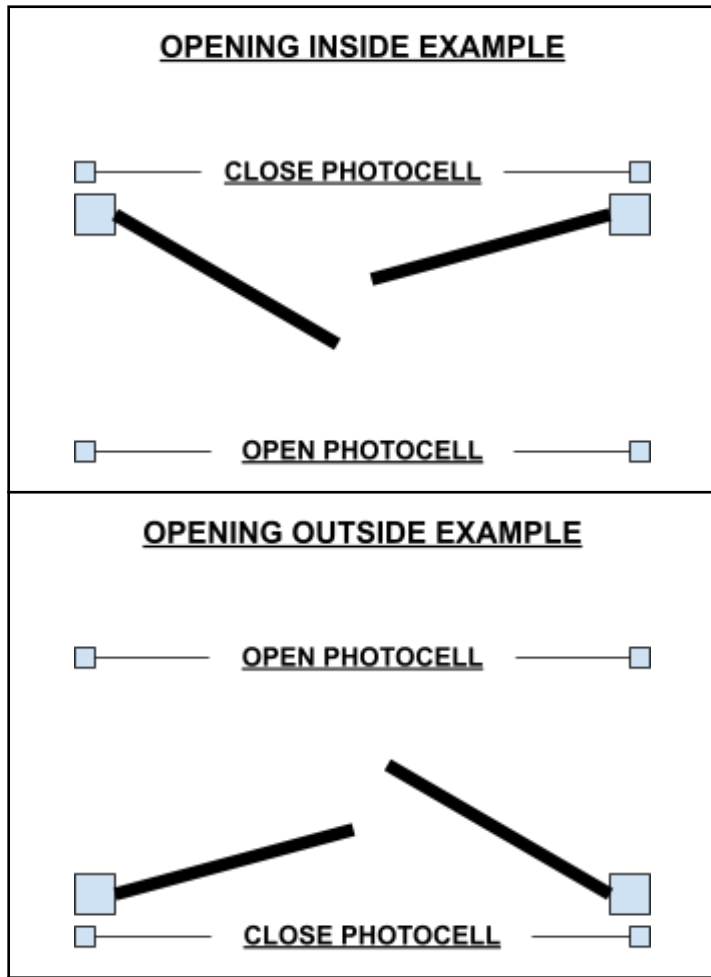 OPENING INSIDE EXAMPLE
CLOSE PHOTOCELL
OPEN PHOTOCELL
OPENING OUTSIDE EXAMPLE
OPEN PHOTOCELL
CLOSE PHOTOCELL